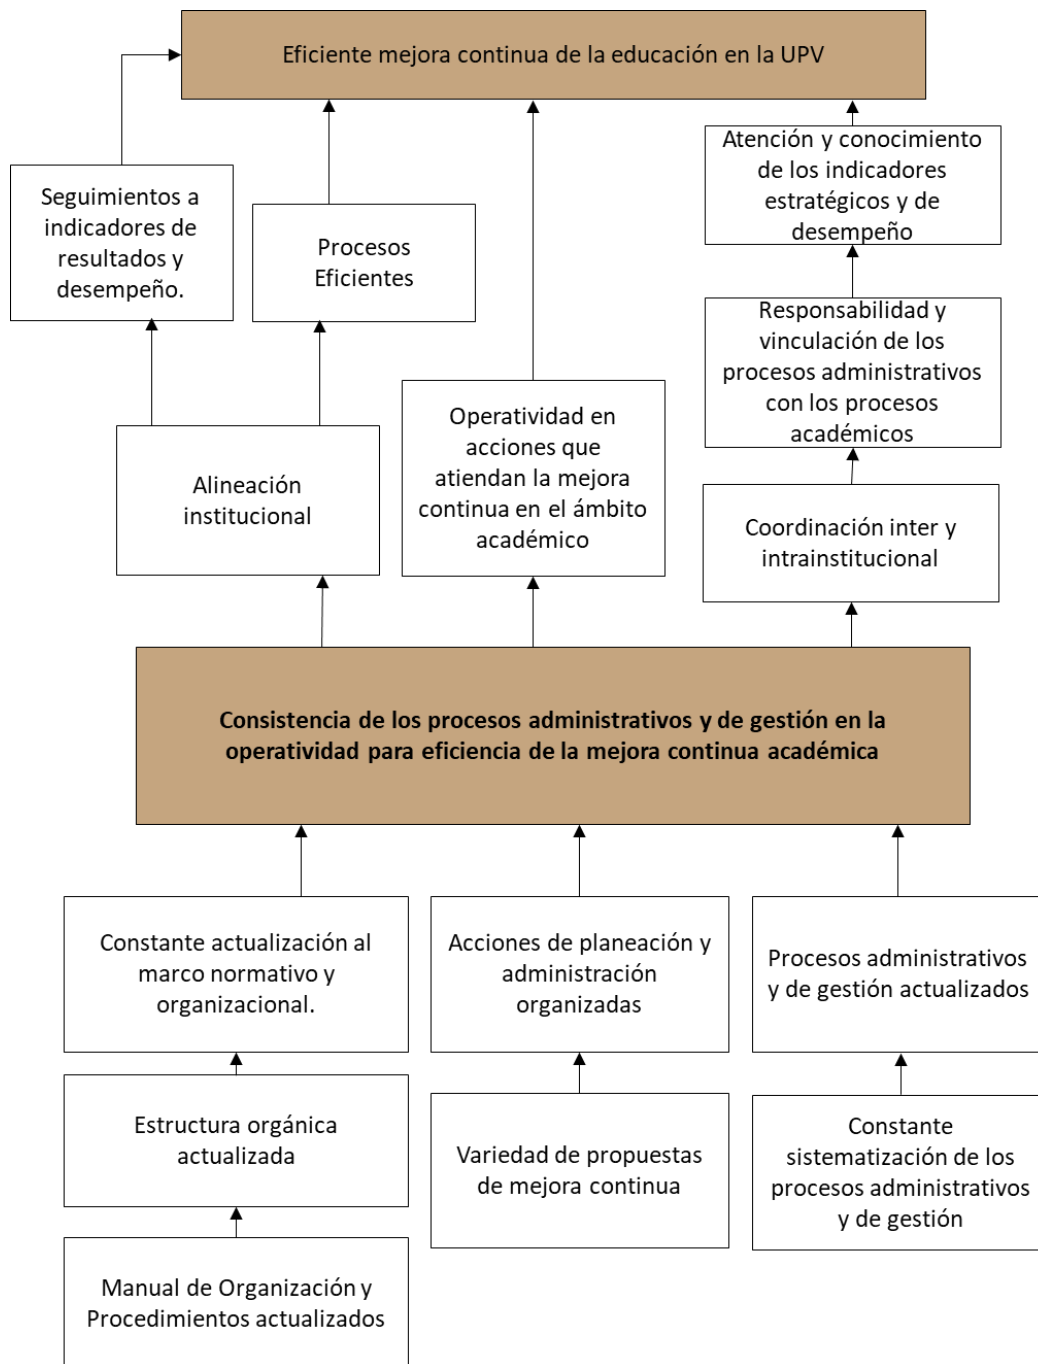 Eficiente mejora continua de la educación en la UPV
Atención y conocimiento
de los indicadores
estratégicos y de
desempeño
Seguimientos a
indicadores de
resultados y
desempeño.
Procesos
Eficientes
Responsabilidad y
vinculación de los
procesos administrativos
con los procesos
académicos
Operatividad en
acciones que
atiendan la mejora
continua en el ámbito
académico
Alineación
institucional
Coordinación inter y
intrainstitucional
Consistencia de los procesos administrativos y de gestión en la
operatividad para eficiencia de la mejora continua académica
Constante actualización al
marco normativo y
organizacional.
Acciones de planeación y
administración
organizadas
Procesos administrativos
y de gestión actualizados
Estructura orgánica
actualizada
Variedad de propuestas
de mejora continua
Constante
sistematización de los
procesos administrativos
y de gestión
Manual de Organización y
Procedimientos actualizados